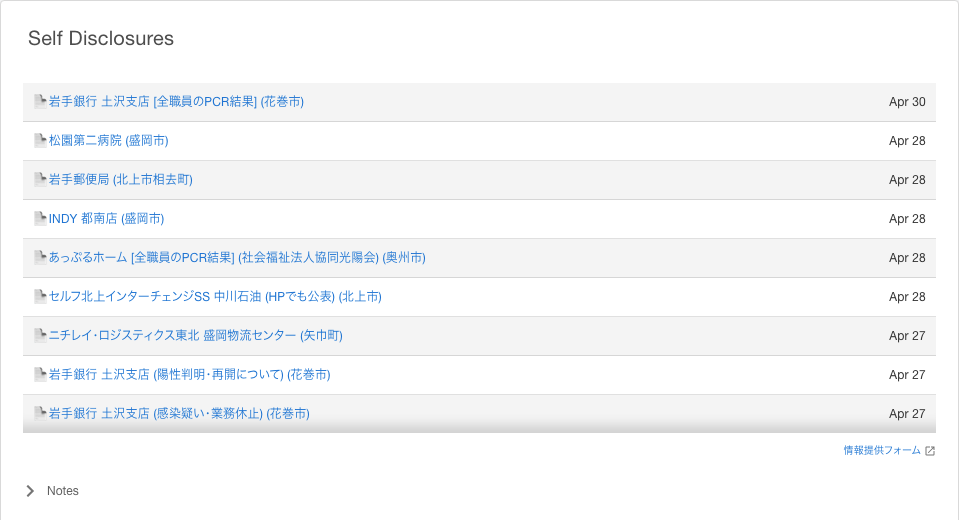 Self Disclosures
岩手銀行 土沢支店 [全職員のPCR結果] (花巻市) Apr 30
松園第二病院 (盛岡市) Apr 28
岩手郵便局 (北上市相去町) Apr 28
INDY 都南店 (盛岡市) Apr 28
あっぷるホーム [全職員のPCR結果] (社会福祉法人協同光陽会) (奥州市) Apr 28
セルフ北上インターチェンジSS 中川石油 (HPでも公表) (北上市) Apr 28
ニチレイ・ロジスティクス東北 盛岡物流センター (矢巾町) Apr 27
岩手銀行 土沢支店 (陽性判明・再開について) (花巻市) Apr 27
岩手銀行 土沢支店 (感染疑い・業務休止) (花巻市) Apr 27
情報提供フォーム
Notes